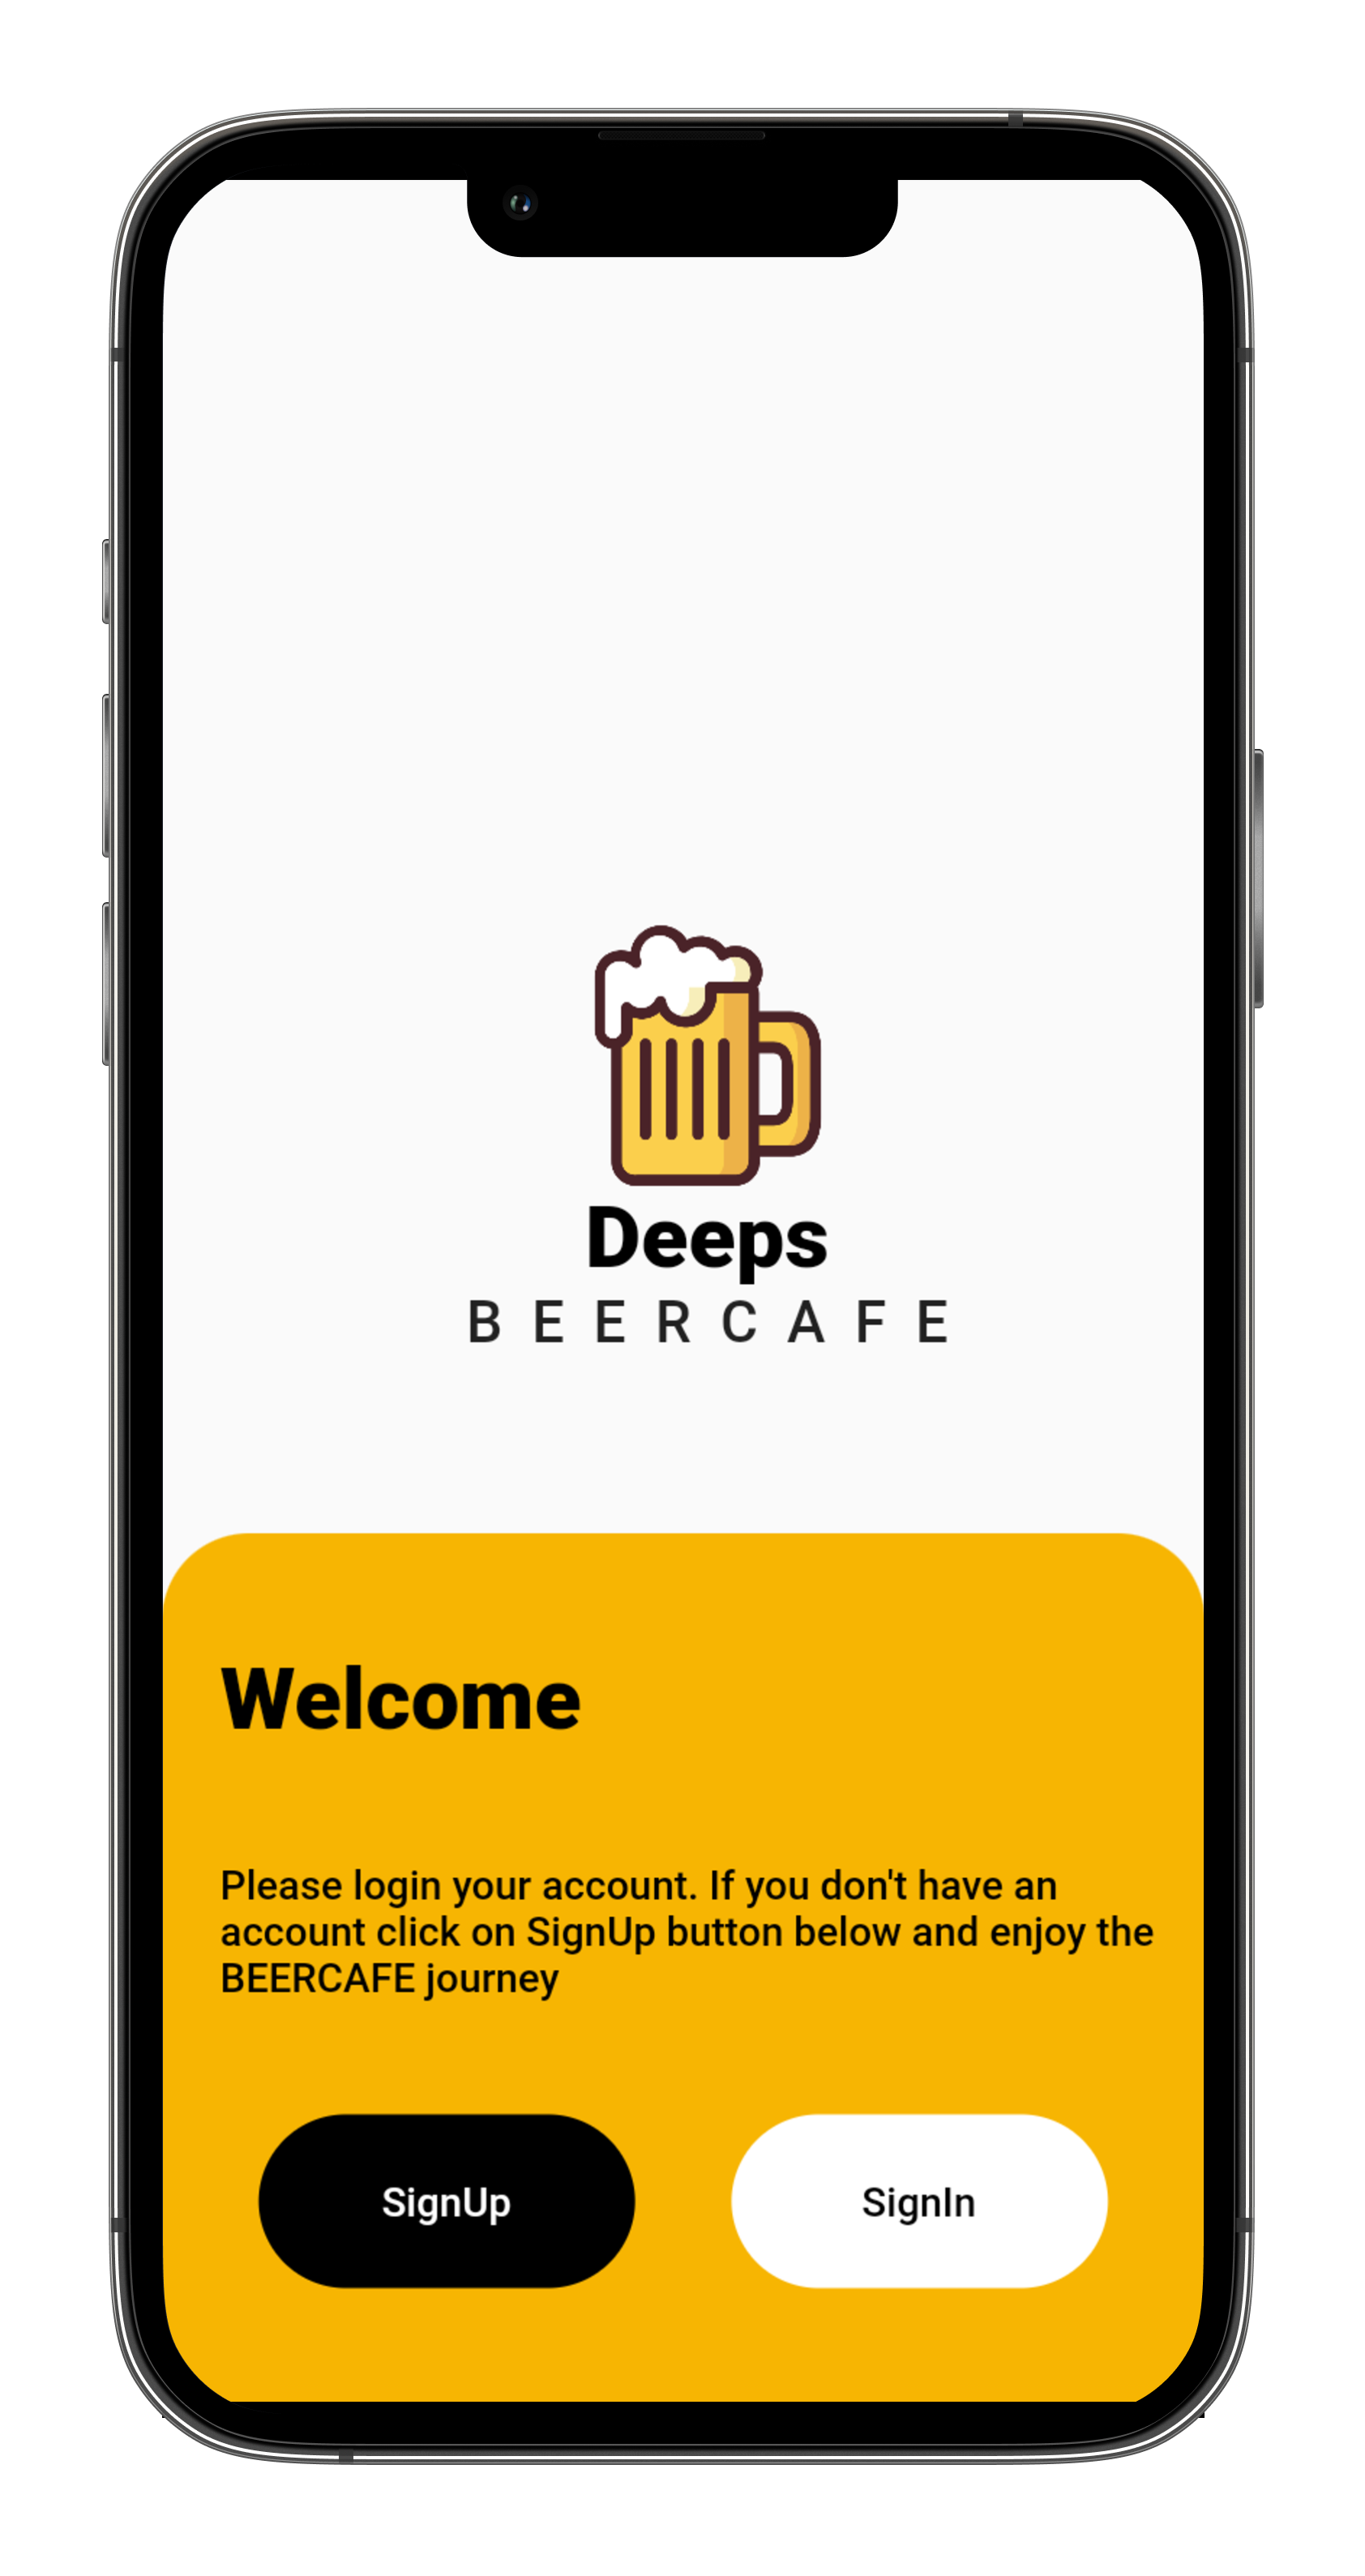 Deeps
BEERCAFE
Welcome
Please login your account. If you don't have an
account click on SignUp button below and enjoy the
BEERCAFE journey
SignUp
SignIn